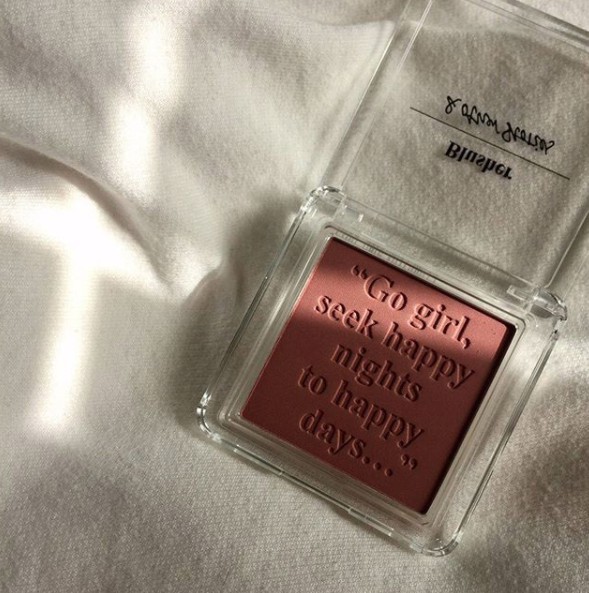 & other Stories
Blusher
“Go girl,
seek happy
nights
to happy
days...”